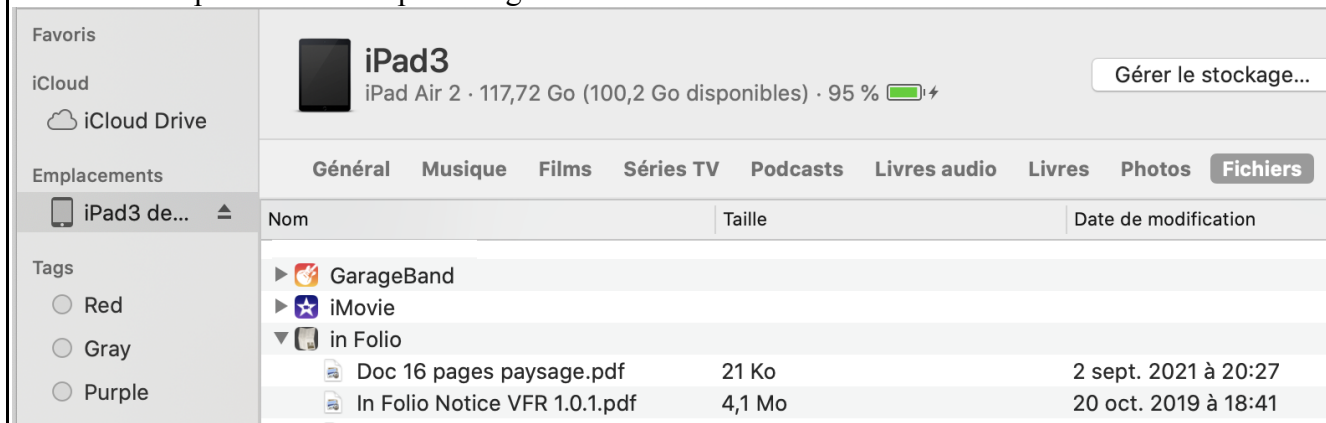 Favoris
iCloud
iCloud Drive
Emplacements
iPad3 de...
Tags
Red
Gray
Purple
iPad3
iPad Air 2 · 117,72 Go (100,2 Go disponibles) · 95 %
Gérer le stockage...
Général Musique Films Séries TV Podcasts Livres audio Livres Photos Fichiers
Nom Taille Date de modification
GarageBand
iMovie
in Folio
Doc 16 pages paysage.pdf 21 Ko 2 sept. 2021 à 20:27
In Folio Notice VFR 1.0.1.pdf 4,1 Mo 20 oct. 2019 à 18:41